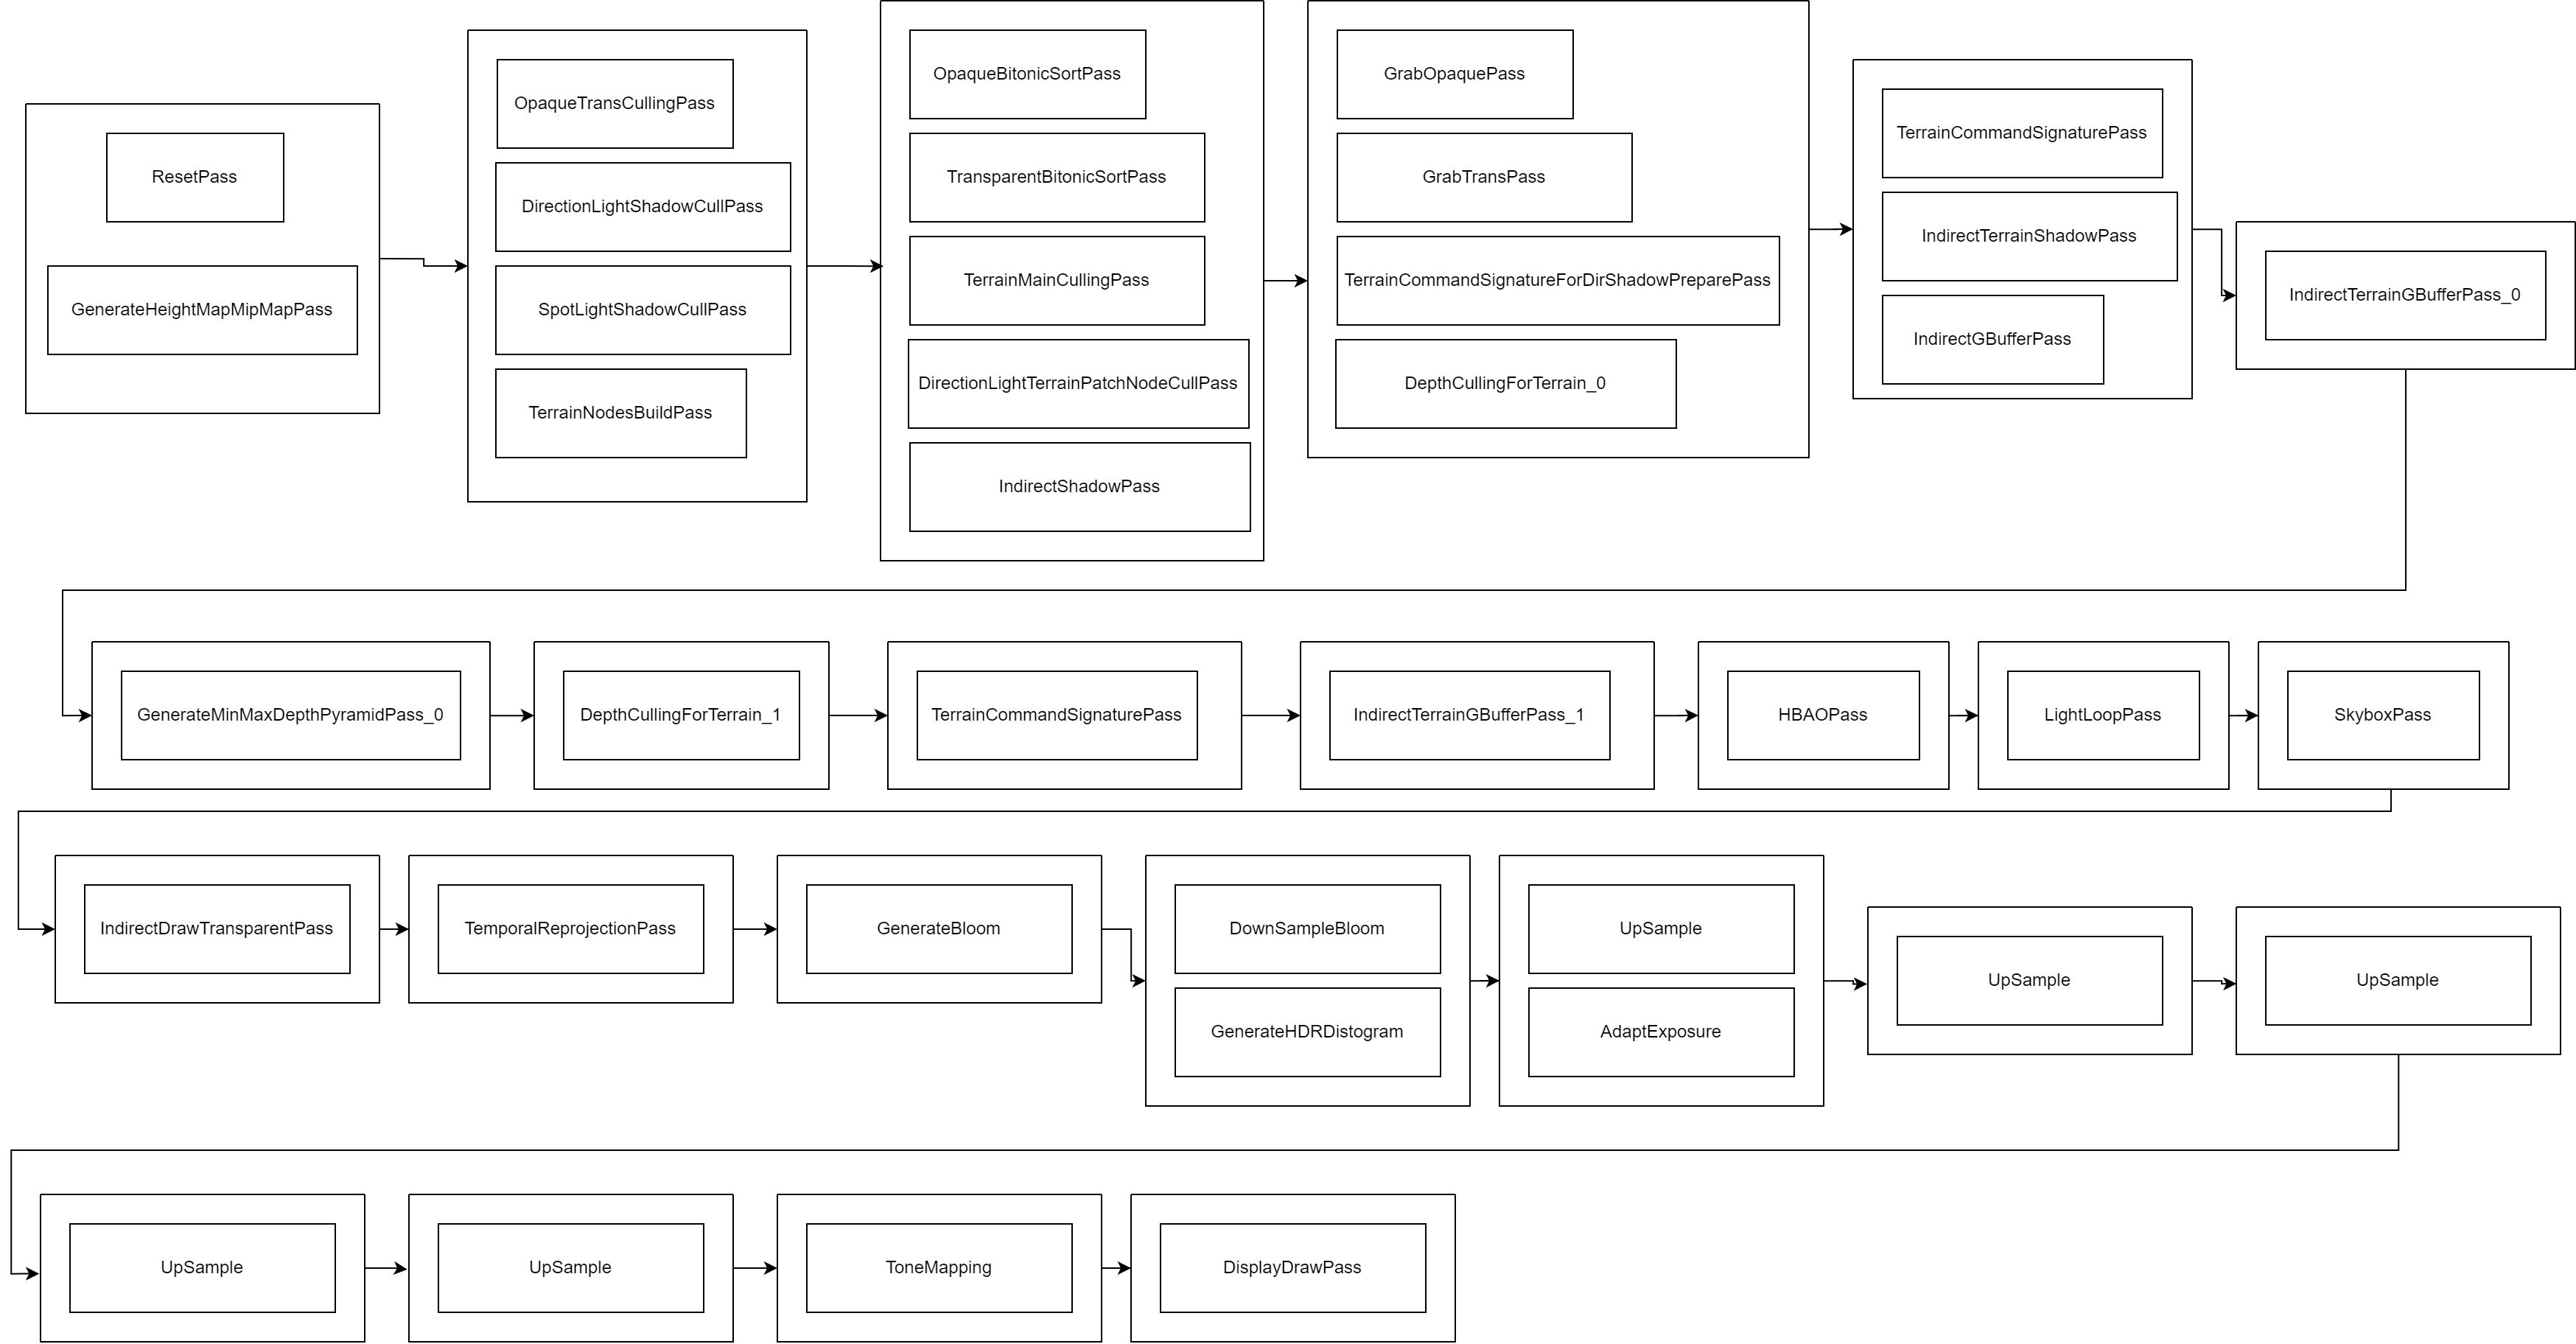 ResetPass
GenerateHeightMapMipMapPass
OpaqueTransCullingPass
DirectionLightShadowCullPass
SpotLightShadowCullPass
TerrainNodesBuildPass
OpaqueBitonicSortPass
TransparentBitonicSortPass
TerrainMainCullingPass
DirectionLightTerrainPatchNodeCullPass
IndirectShadowPass
GrabOpaquePass
GrabTransPass
TerrainCommandSignatureForDirShadowPreparePass
DepthCullingForTerrain_0
TerrainCommandSignaturePass
IndirectTerrainShadowPass
IndirectGBufferPass
IndirectTerrainGBufferPass_0
GenerateMinMaxDepthPyramidPass_0
DepthCullingForTerrain_1
TerrainCommandSignaturePass
IndirectTerrainGBufferPass_1
HBAOPass
LightLoopPass
SkyboxPass
IndirectDrawTransparentPass
TemporalReprojectionPass
GenerateBloom
DownSampleBloom
GenerateHDRDistogram
UpSample
AdaptExposure
UpSample
UpSample
UpSample
UpSample
ToneMapping
DisplayDrawPass